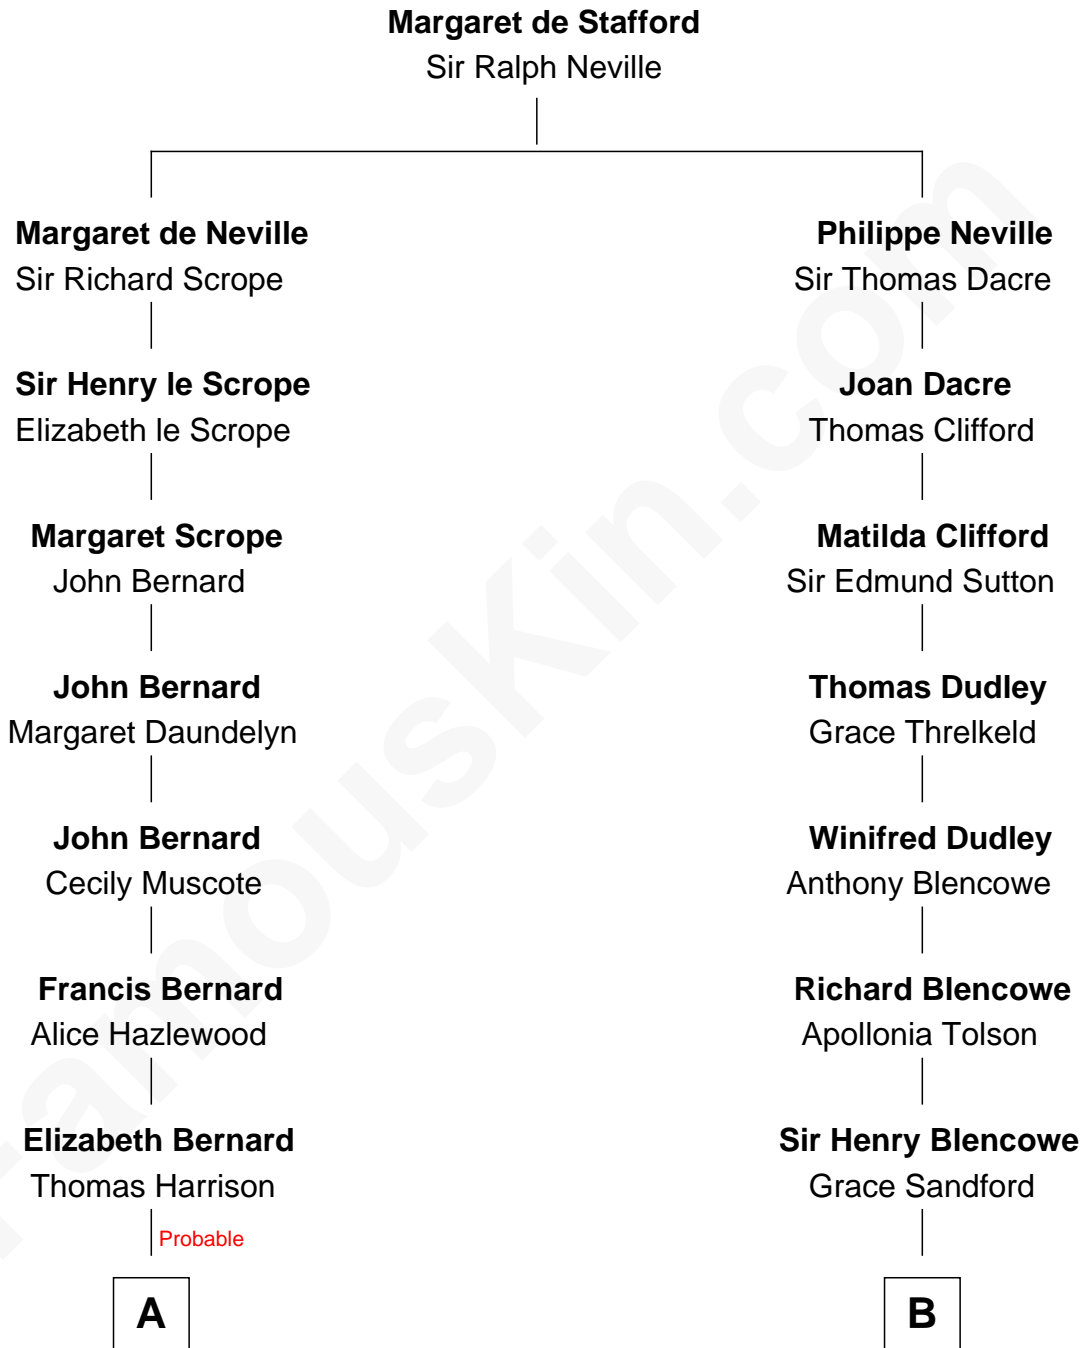 Margaret de Stafford
Sir Ralph Neville
Margaret de Neville
Sir Richard Scrope
Philippe Neville
Sir Thomas Dacre
Sir Henry le Scrope
Elizabeth le Scrope
Joan Dacre
Thomas Clifford
Margaret Scrope
John Bernard
Matilda Clifford
Sir Edmund Sutton
John Bernard
Margaret Daundelyn
Thomas Dudley
Grace Threlkeld
John Bernard
Cecily Muscote
Winifred Dudley
Anthony Blencowe
Francis Bernard
Alice Hazlewood
Richard Blencowe
Apollonia Tolson
Elizabeth Bernard
Thomas Harrison
Sir Henry Blencowe
Grace Sandford
Probable
A
B
FamousKin.com